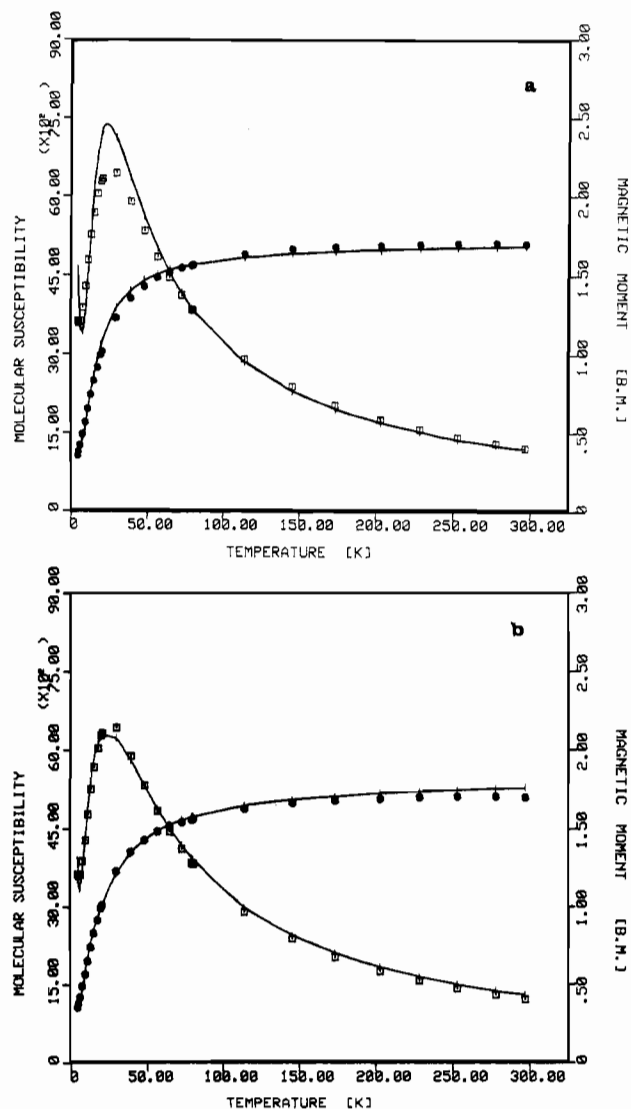 a
MOLECULAR SUSCEPTIBILITY (X10²
0 15.00 30.00 45.00 60.00 75.00 90.00
0 50.00 100.00 150.00 200.00 250.00 300.00
TEMPERATURE [K]
0 .50 1.00 1.50 2.00 2.50 3.00
MAGNETIC MOMENT [B.M.]
b
MOLECULAR SUSCEPTIBILITY (X10²
0 15.00 30.00 45.00 60.00 75.00 90.00
0 50.00 100.00 150.00 200.00 250.00 300.00
TEMPERATURE [K]
0 .50 1.00 1.50 2.00 2.50 3.00
MAGNETIC MOMENT [B.M.]